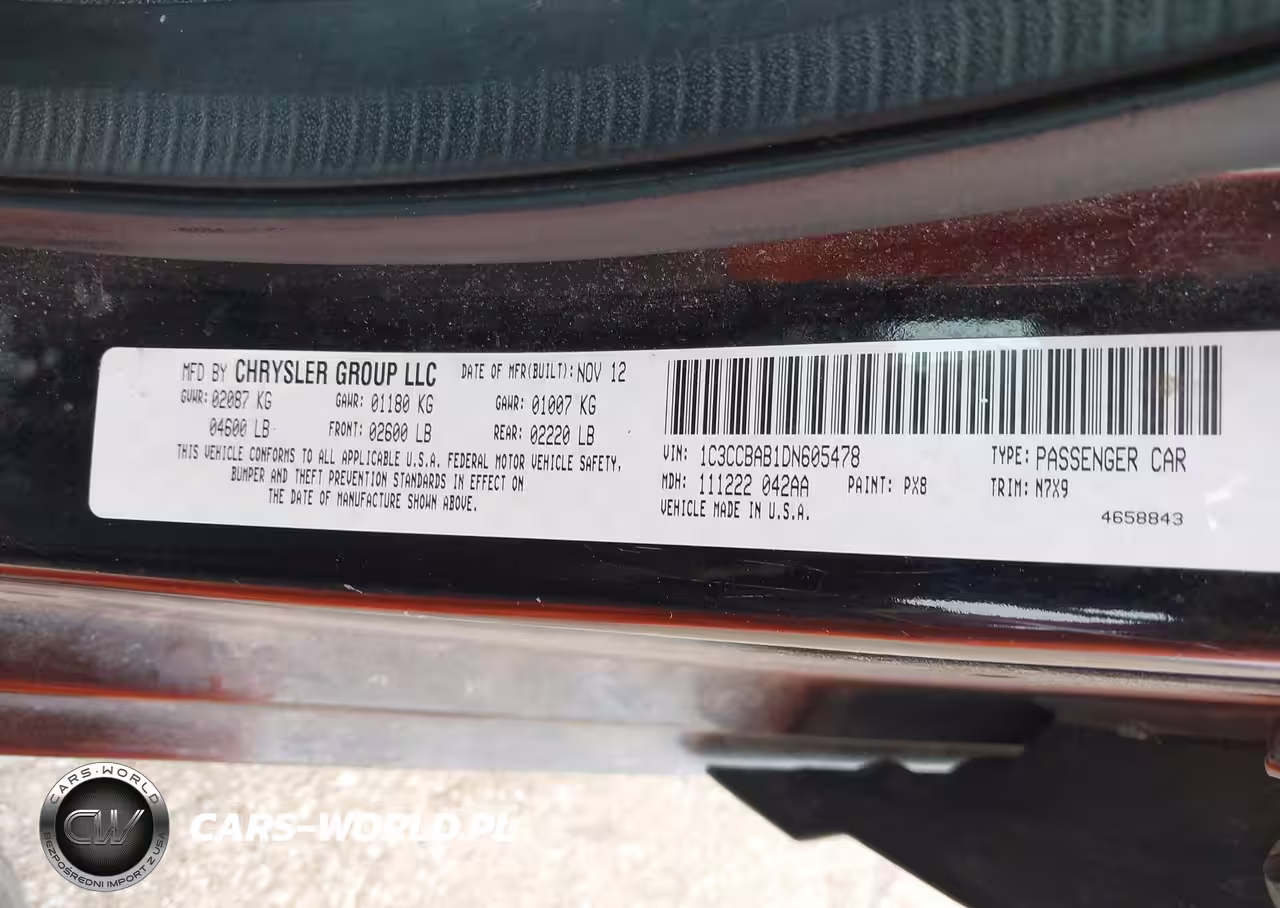 MFD BY CHRYSLER GROUP LLC DATE OF MFR(BUILT): NOV 12
GVWR: 02087 KG GAWR: 01180 KG GAWR: 01007 KG
04600 LB FRONT: 02600 LB REAR: 02220 LB
THIS VEHICLE CONFORMS TO ALL APPLICABLE U.S.A. FEDERAL MOTOR VEHICLE SAFETY,
BUMPER AND THEFT PREVENTION STANDARDS IN EFFECT ON
THE DATE OF MANUFACTURE SHOWN ABOVE.
VIN: 1C3CCBAB1DN605478 TYPE: PASSENGER CAR
MDH: 111222 042AA PAINT: PX8 TRIM: N7X9
VEHICLE MADE IN U.S.A.
4658843
CARS-WORLD
CW
BEZPOŚREDNI IMPORT Z USA
CARS-WORLD.PL